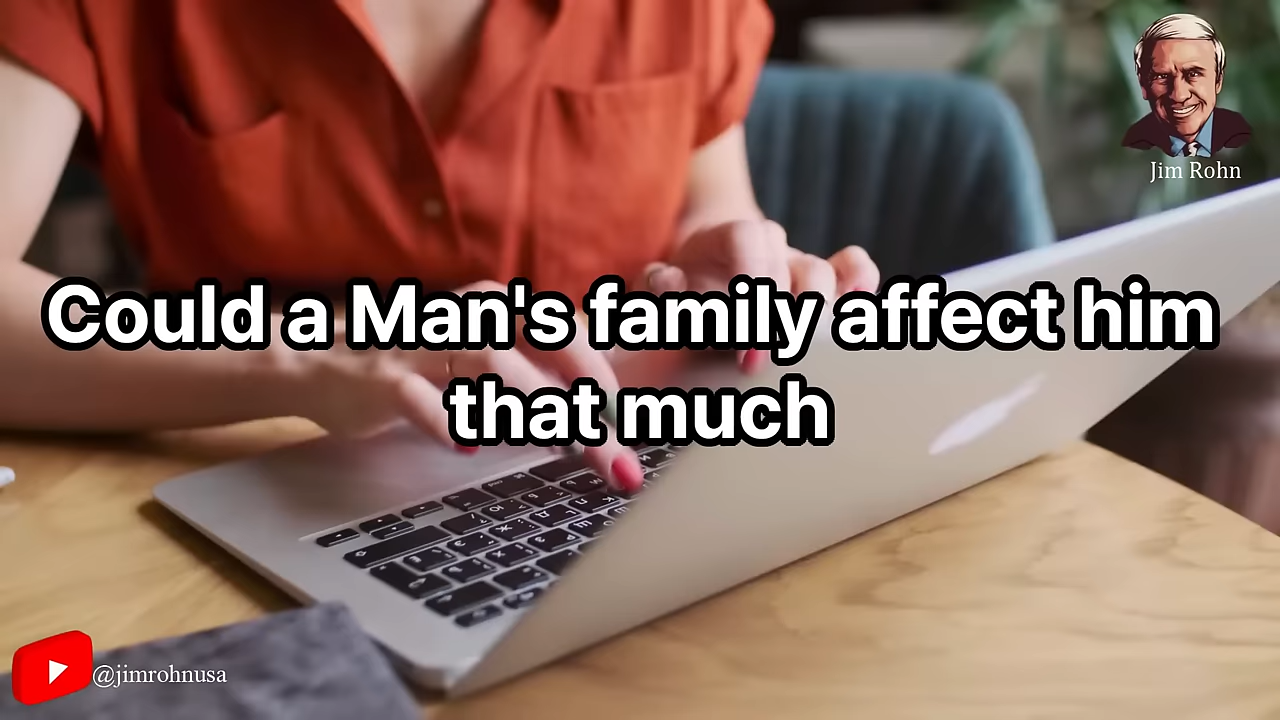 Jim Rohn
Could a Man's family affect him
that much
@jimrohnusa